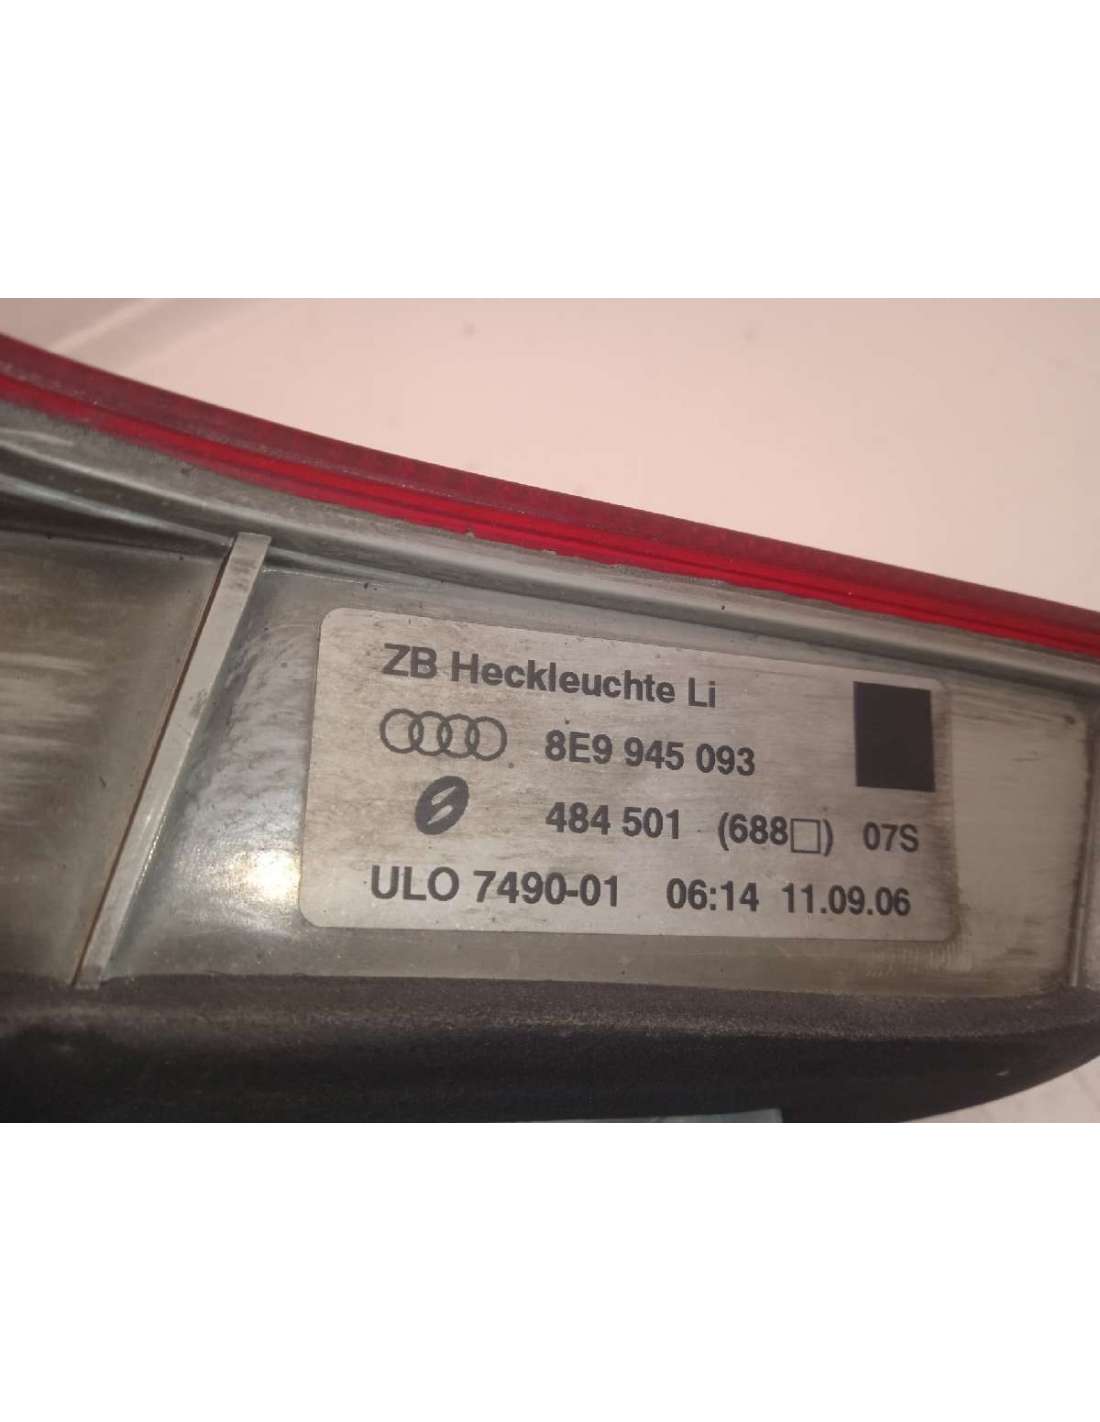 ZB Heckleuchte Li
8E9 945 093
484 501 (688□) 07S
ULO 7490-01 06:14 11.09.06